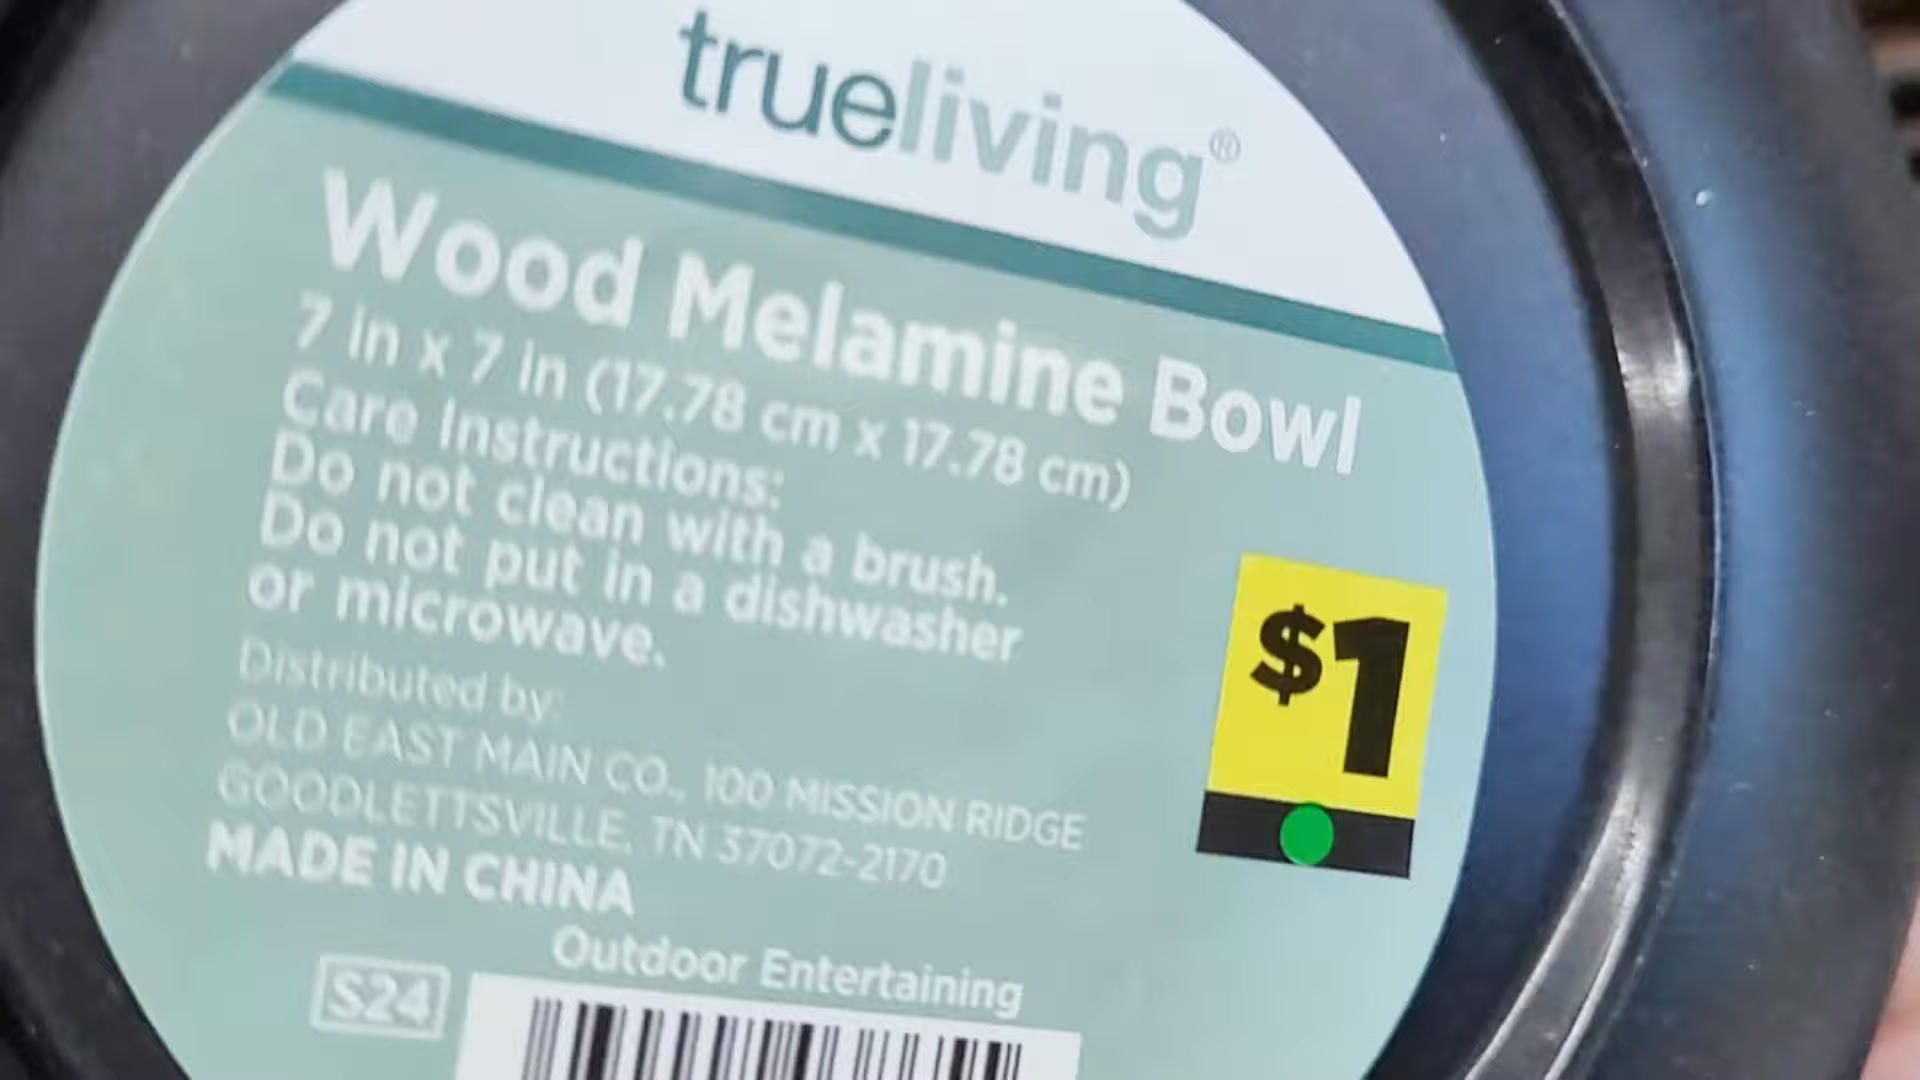 trueliving®
Wood Melamine Bowl
7 in x 7 in (17.78 cm x 17.78 cm)
Care Instructions:
Do not clean with a brush.
Do not put in a dishwasher
or microwave.
Distributed by:
OLD EAST MAIN CO., 100 MISSION RIDGE
GOODLETTSVILLE, TN 37072-2170
MADE IN CHINA
$1
Outdoor Entertaining
S24